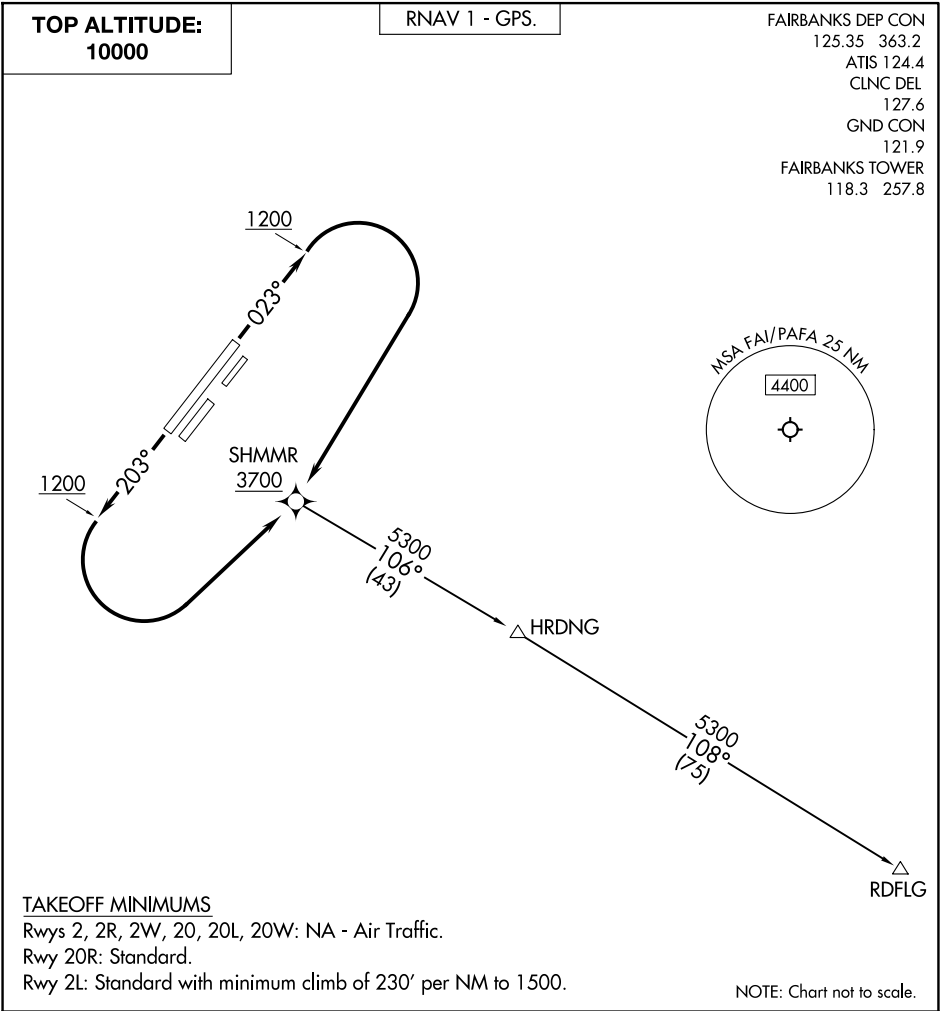 TOP ALTITUDE:
10000
RNAV 1 - GPS.
FAIRBANKS DEP CON
125.35 363.2
ATIS 124.4
CLNC DEL
127.6
GND CON
121.9
FAIRBANKS TOWER
118.3 257.8
1200
023°
MSA FAI/PAFA 25 NM
4400
203°
1200
SHMMR
3700
5300
106°
(43)
HRDNG
5300
108°
(75)
RDFLG
TAKEOFF MINIMUMS
Rwys 2, 2R, 2W, 20, 20L, 20W: NA - Air Traffic.
Rwy 20R: Standard.
Rwy 2L: Standard with minimum climb of 230' per NM to 1500.
NOTE: Chart not to scale.